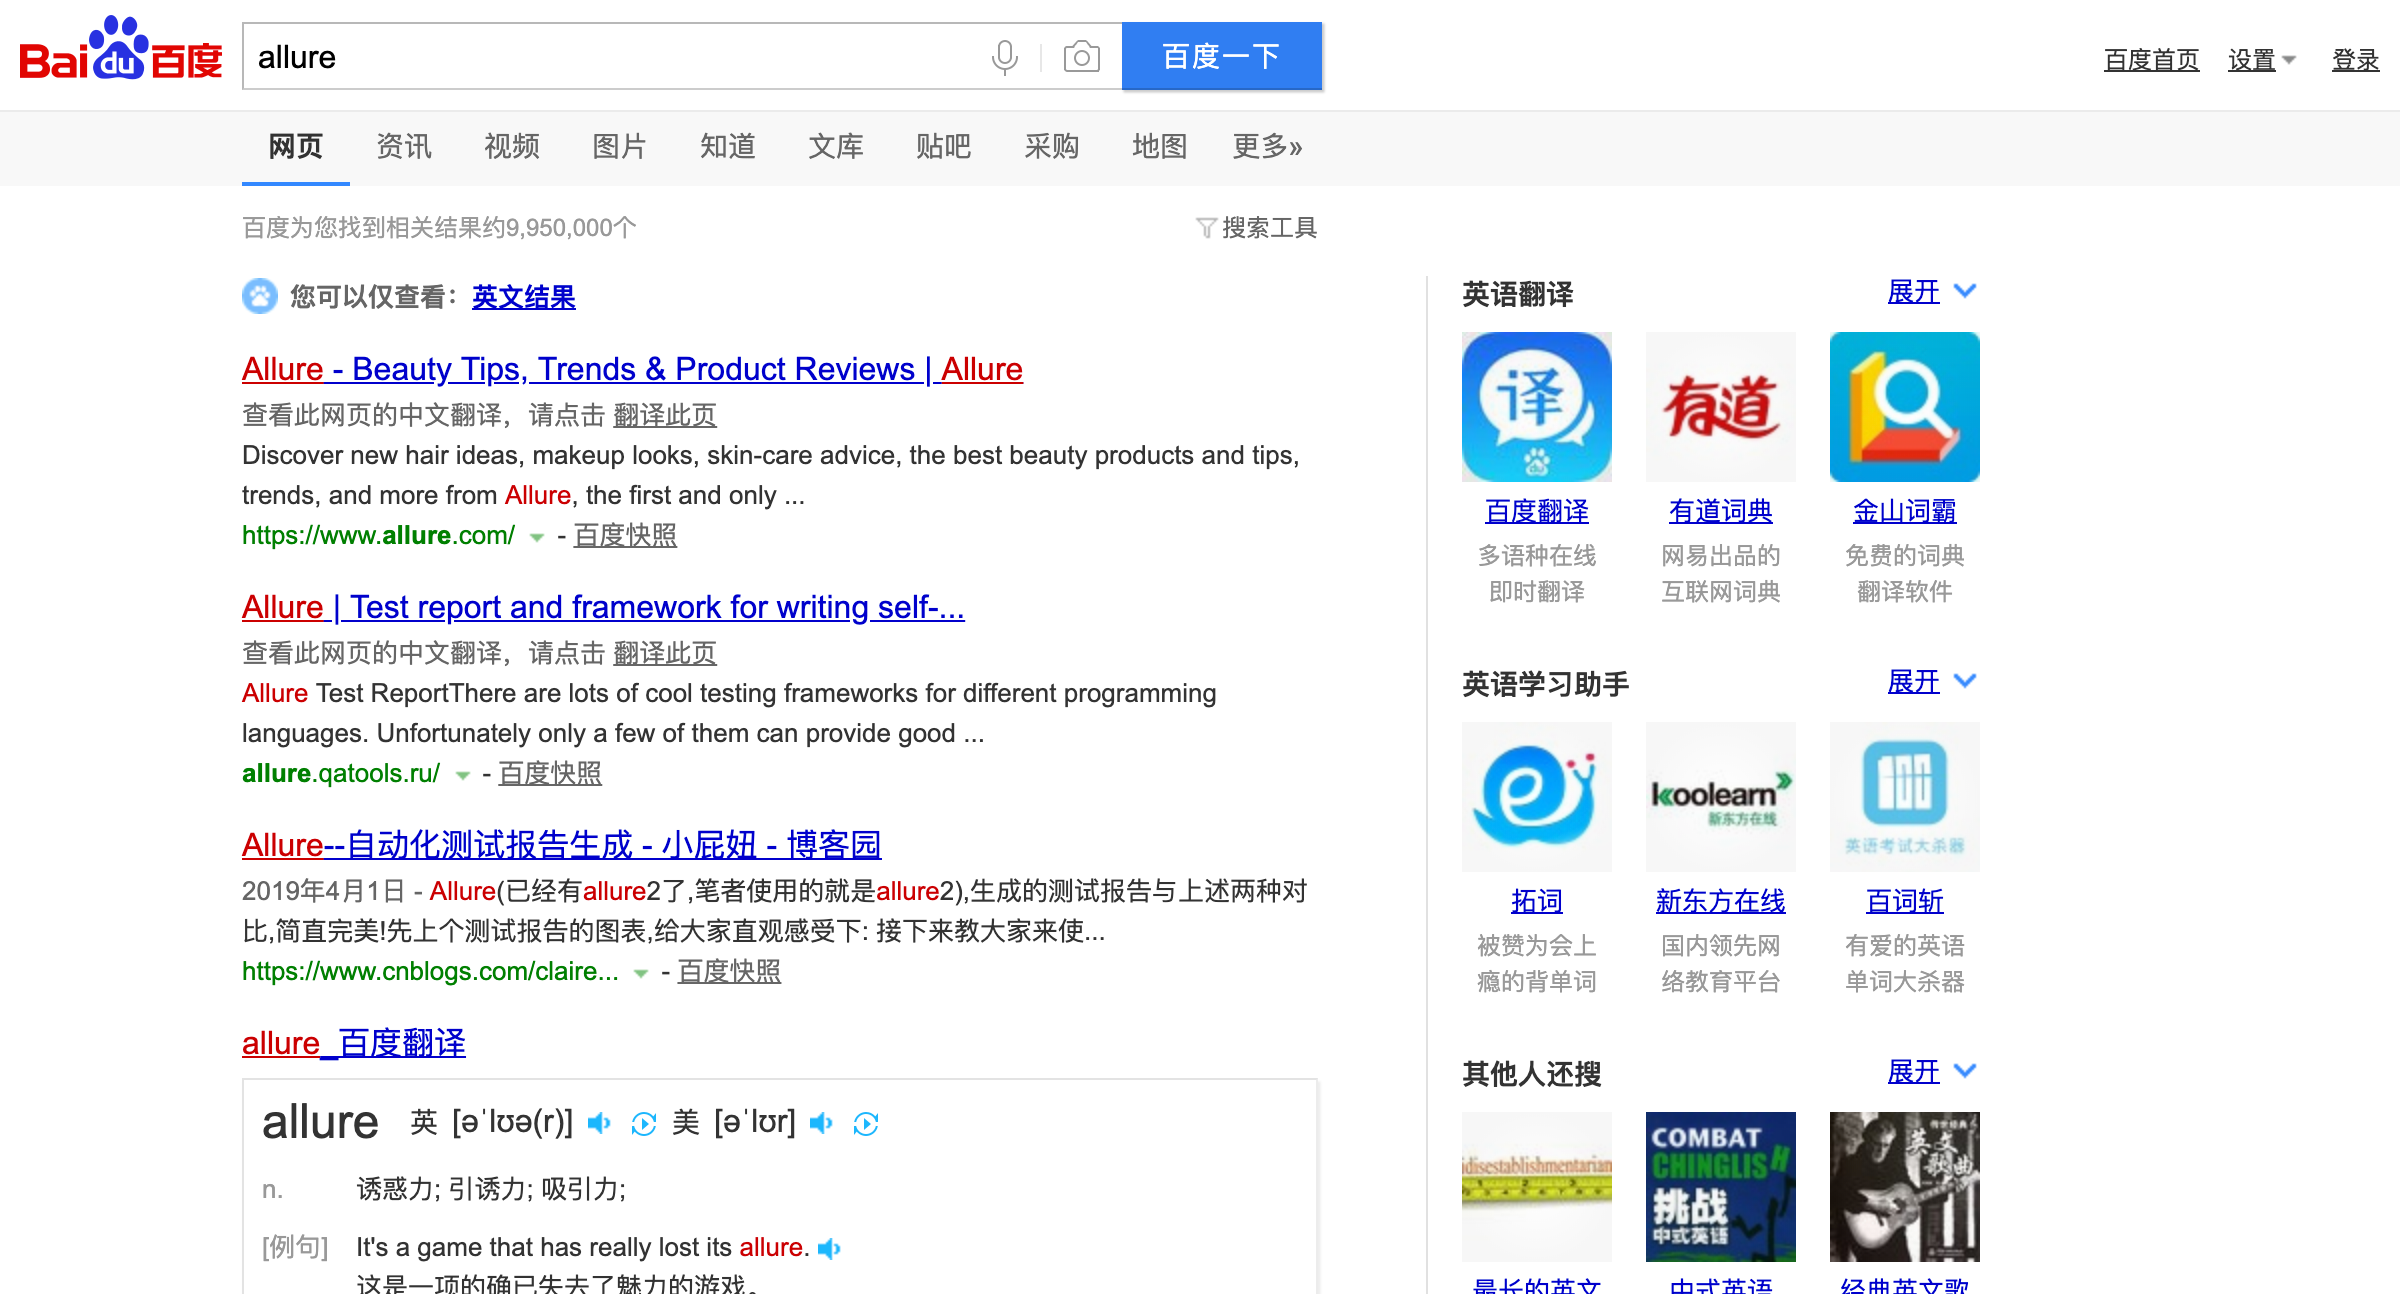 Baidu百度
allure
百度一下
百度首页 设置 登录
网页 资讯 视频 图片 知道 文库 贴吧 采购 地图 更多»
百度为您找到相关结果约9,950,000个
搜索工具
您可以仅查看：英文结果
Allure - Beauty Tips, Trends & Product Reviews | Allure
查看此网页的中文翻译，请点击 翻译此页
Discover new hair ideas, makeup looks, skin-care advice, the best beauty products and tips,
trends, and more from Allure, the first and only ...
https://www.allure.com/ - 百度快照
Allure | Test report and framework for writing self-...
查看此网页的中文翻译，请点击 翻译此页
Allure Test ReportThere are lots of cool testing frameworks for different programming
languages. Unfortunately only a few of them can provide good ...
allure.qatools.ru/ - 百度快照
Allure--自动化测试报告生成 - 小屁妞 - 博客园
2019年4月1日 - Allure(已经有allure2了,笔者使用的就是allure2),生成的测试报告与上述两种对
比,简直完美!先上个测试报告的图表,给大家直观感受下: 接下来教大家来使...
https://www.cnblogs.com/claire... - 百度快照
allure_百度翻译
allure 英 [əˈlʊə(r)] 美 [əˈlʊr]
n. 诱惑力; 引诱力; 吸引力;
[例句] It's a game that has really lost its allure.
这是一项的确已失去了魅力的游戏。
英语翻译 展开
译
有道
百度翻译 有道词典 金山词霸
多语种在线 网易出品的 免费的词典
即时翻译 互联网词典 翻译软件
英语学习助手 展开
koolearn
新东方在线
100
英语考试大杀器
拓词 新东方在线 百词斩
被赞为会上 国内领先网 有爱的英语
瘾的背单词 络教育平台 单词大杀器
其他人还搜 展开
idisestablishmentarian
COMBAT
CHINGLISH
挑战
中式英语
传世经典
英文
歌曲
最长的英文 中式英语 经典英文歌